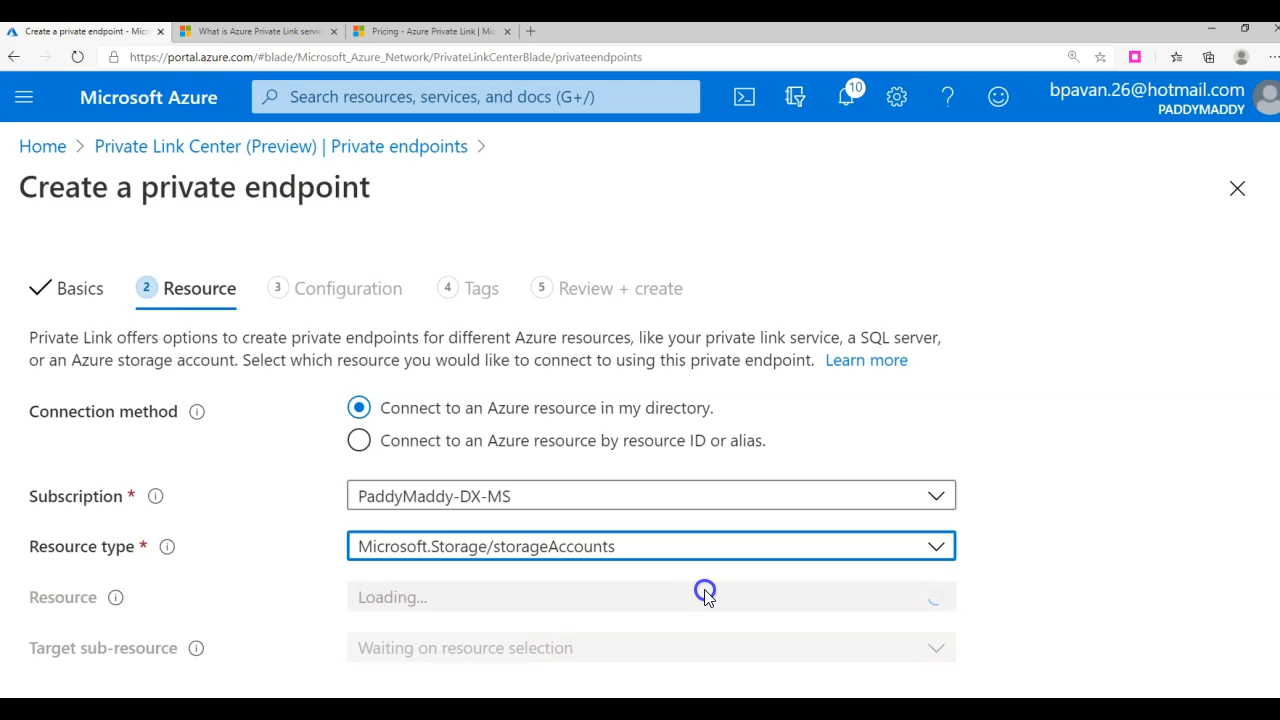 Create a private endpoint - Micr
What is Azure Private Link servic
Pricing - Azure Private Link | Mic
https://portal.azure.com/#blade/Microsoft_Azure_Network/PrivateLinkCenterBlade/privateendpoints
Microsoft Azure
Search resources, services, and docs (G+/)
10
bpavan.26@hotmail.com
PADDYMADDY
Home > Private Link Center (Preview) | Private endpoints >
Create a private endpoint
Basics
2 Resource
3 Configuration
4 Tags
5 Review + create
Private Link offers options to create private endpoints for different Azure resources, like your private link service, a SQL server,
or an Azure storage account. Select which resource you would like to connect to using this private endpoint. Learn more
Connection method
Connect to an Azure resource in my directory.
Connect to an Azure resource by resource ID or alias.
Subscription *
PaddyMaddy-DX-MS
Resource type *
Microsoft.Storage/storageAccounts
Resource
Loading...
Target sub-resource
Waiting on resource selection